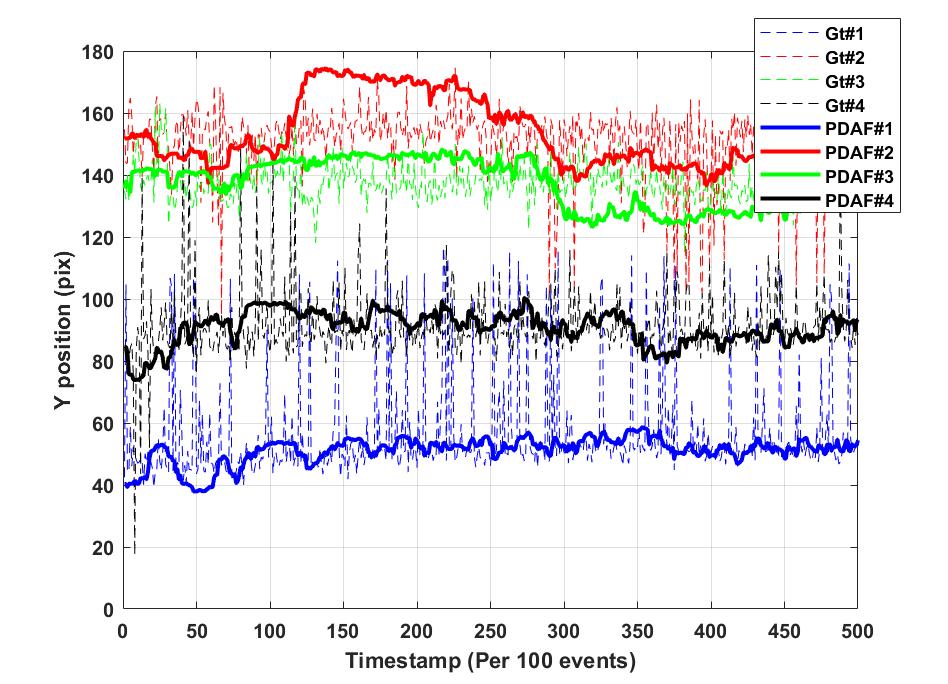 Gt#1
Gt#2
Gt#3
Gt#4
PDAF#1
PDAF#2
PDAF#3
PDAF#4
180
160
140
120
100
80
60
40
20
0
Y position (pix)
0 50 100 150 200 250 300 350 400 450 500
Timestamp (Per 100 events)